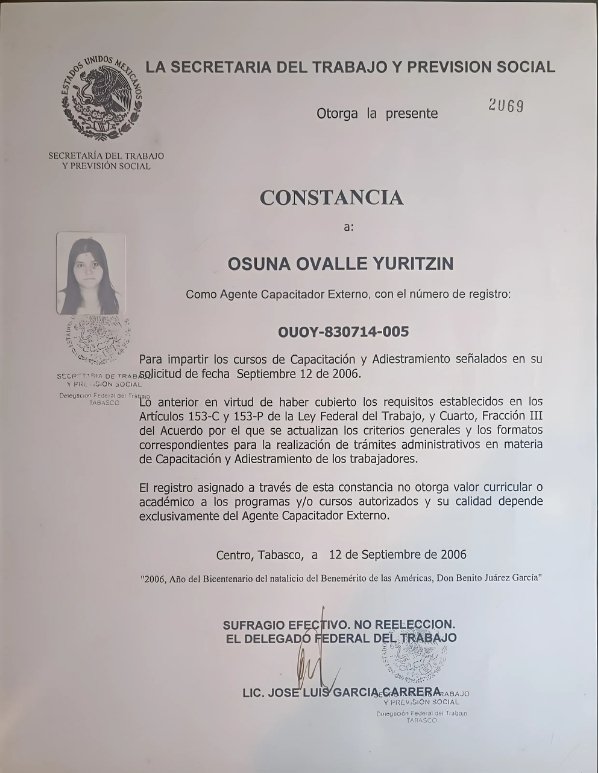 ESTADOS UNIDOS MEXICANOS
LA SECRETARIA DEL TRABAJO Y PREVISION SOCIAL
Otorga la presente
2069
SECRETARÍA DEL TRABAJO
Y PREVISIÓN SOCIAL
CONSTANCIA
a:
OSUNA OVALLE YURITZIN
Como Agente Capacitador Externo, con el número de registro:
OUOY-830714-005
Para impartir los cursos de Capacitación y Adiestramiento señalados en su
solicitud de fecha Septiembre 12 de 2006.
SECRETARIA DE TRABAJO
Y PREVISIÓN SOCIAL
Delegación Federal del Trabajo
TABASCO
Lo anterior en virtud de haber cubierto los requisitos establecidos en los
Artículos 153-C y 153-P de la Ley Federal del Trabajo, y Cuarto, Fracción III
del Acuerdo por el que se actualizan los criterios generales y los formatos
correspondientes para la realización de trámites administrativos en materia
de Capacitación y Adiestramiento de los trabajadores.
El registro asignado a través de esta constancia no otorga valor curricular o
académico a los programas y/o cursos autorizados y su calidad depende
exclusivamente del Agente Capacitador Externo.
Centro, Tabasco, a 12 de Septiembre de 2006
"2006, Año del Bicentenario del natalicio del Benemérito de las Américas, Don Benito Juárez García"
SUFRAGIO EFECTIVO. NO REELECCION.
EL DELEGADO FEDERAL DEL TRABAJO
LIC. JOSE LUIS GARCIA CARRERA
TRABAJO
Y PREVISIÓN SOCIAL
Delegación Federal del Trabajo
TABASCO